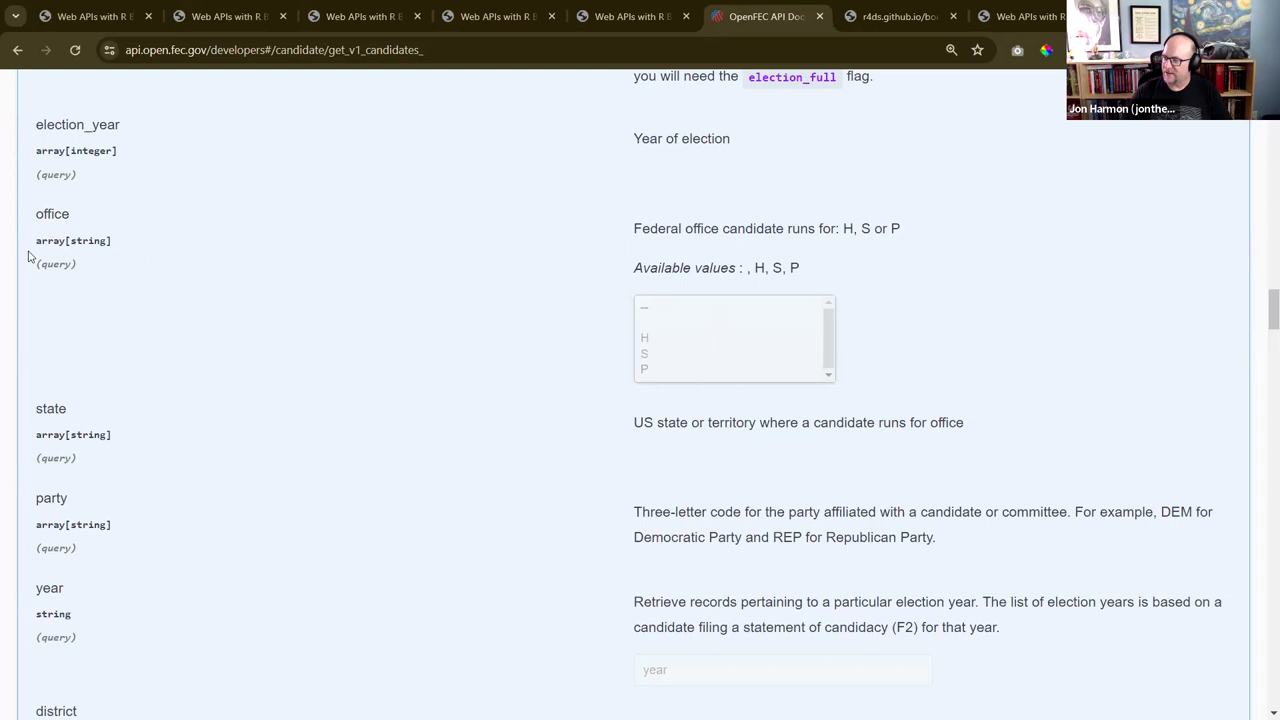 Web APIs with R B
Web APIs with R B
Web APIs with R B
Web APIs with R B
Web APIs with R B
OpenFEC API Doc
r4ds.github.io/bo
Web APIs with R
api.open.fec.gov/developers#/candidate/get_v1_candidates_
Jon Harmon (jonthe...
you will need the election_full flag.
election_year
array[integer]
(query)
Year of election
office
array[string]
(query)
Federal office candidate runs for: H, S or P
Available values : , H, S, P
--
H
S
P
state
array[string]
(query)
US state or territory where a candidate runs for office
party
array[string]
(query)
Three-letter code for the party affiliated with a candidate or committee. For example, DEM for
Democratic Party and REP for Republican Party.
year
string
(query)
Retrieve records pertaining to a particular election year. The list of election years is based on a
candidate filing a statement of candidacy (F2) for that year.
year
district